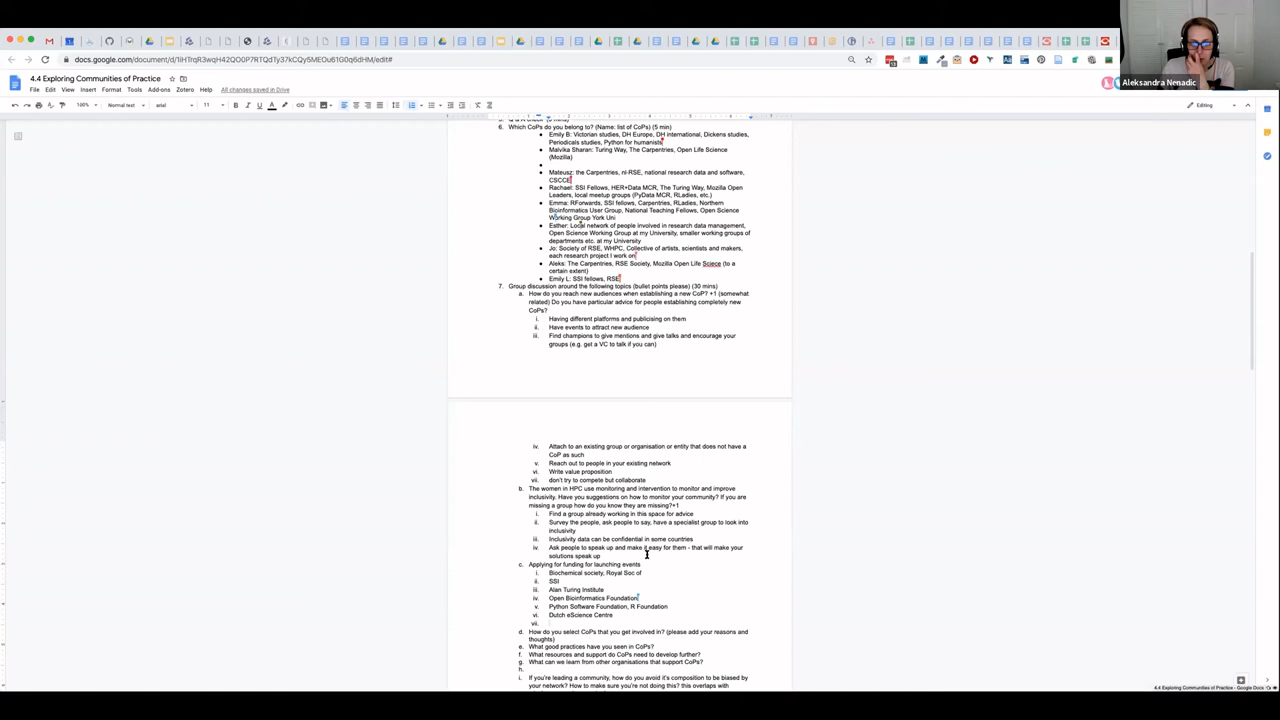 Aleksandra Nenadic
docs.google.com/document/d/1iHTrqR3wqtO0Q2P7RTQdTy37kCQy5MEOu61G0q6dHM/edit#
4.4 Exploring Communities of Practice
File Edit View Insert Format Tools Add-ons Zotero Help All changes saved in Drive
100% Normal text Arial 11 Editing
6. Which CoPs do you belong to? (Name: list of CoPs) (5 min)
Emily B: Victorian studies, DH Europe, DH international, Dickens studies,
Periodicals studies, Python for humanists
Malvika Sharan: Turing Way, The Carpentries, Open Life Science
(Mozilla)
Mateusz: the Carpentries, nl-RSE, national research data and software,
CSCCE
Rachael: SSI Fellows, HER+Data MCR, The Turing Way, Mozilla Open
Leaders, local meetup groups (PyData MCR, RLadies, etc.)
Emma: RForwards, SSI fellows, Carpentries, RLadies, Northern
Bioinformatics User Group, National Teaching Fellows, Open Science
Working Group York Uni
Esther: Local network of people involved in research data management,
Open Science Working Group at my University, smaller working groups of
departments etc. at my University
Jo: Society of RSE, WHPC, Collective of artists, scientists and makers,
each research project I work on
Aleks: The Carpentries, RSE Society, Mozilla Open Life Sciece (to a
certain extent)
Emily L: SSI fellows, RSE
7. Group discussion around the following topics (bullet points please) (30 mins)
a. How do you reach new audiences when establishing a new CoP? +1 (somewhat
related) Do you have particular advice for people establishing completely new
CoPs?
i. Having different platforms and publicising on them
ii. Have events to attract new audience
iii. Find champions to give mentions and give talks and encourage your
groups (e.g. get a VC to talk if you can)
iv. Attach to an existing group or organisation or entity that does not have a
CoP as such
v. Reach out to people in your existing network
vi. Write value proposition
vii. don't try to compete but collaborate
b. The women in HPC use monitoring and intervention to monitor and improve
inclusivity. Have you suggestions on how to monitor your community? If you are
missing a group how do you know they are missing?+1
i. Find a group already working in this space for advice
ii. Survey the people, ask people to say, have a specialist group to look into
inclusivity
iii. Inclusivity data can be confidential in some countries
iv. Ask people to speak up and make it easy for them - that will make your
solutions speak up
c. Applying for funding for launching events
i. Biochemical society, Royal Soc of
ii. SSI
iii. Alan Turing Institute
iv. Open Bioinformatics Foundation
v. Python Software Foundation, R Foundation
vi. Dutch eScience Centre
vii.
d. How do you select CoPs that you get involved in? (please add your reasons and
thoughts)
e. What good practices have you seen in CoPs?
f. What resources and support do CoPs need to develop further?
g. What can we learn from other organisations that support CoPs?
h.
i. If you're leading a community, how do you avoid it's composition to be biased by
your network? How to make sure you're not doing this? this overlaps with
4.4 Exploring Communities of Practice - Google Docs